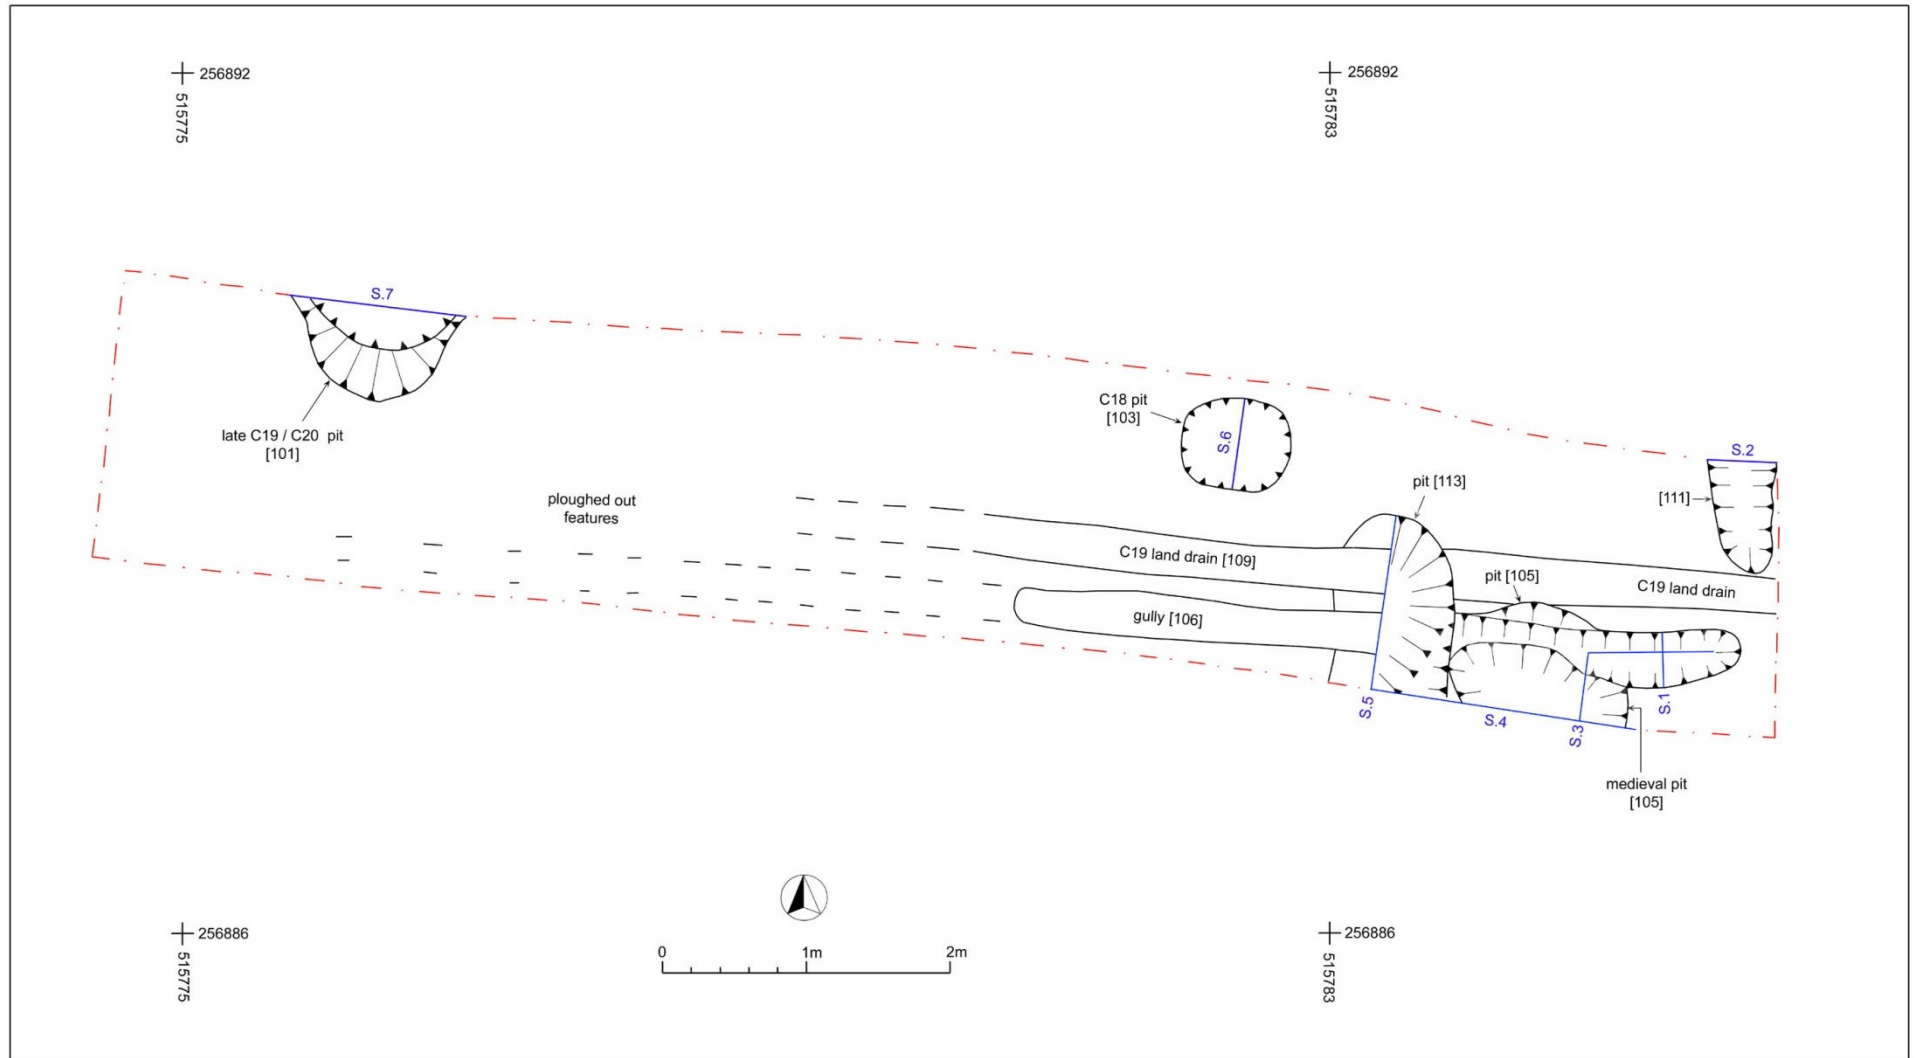 256892
515775
256892
515783
S.7
late C19 / C20 pit
[101]
C18 pit
[103]
S.6
S.2
[111]
pit [113]
ploughed out
features
C19 land drain [109]
pit [105]
C19 land drain
gully [106]
S.5
S.4
S.3
S.1
medieval pit
[105]
256886
515775
0 1m 2m
256886
515783